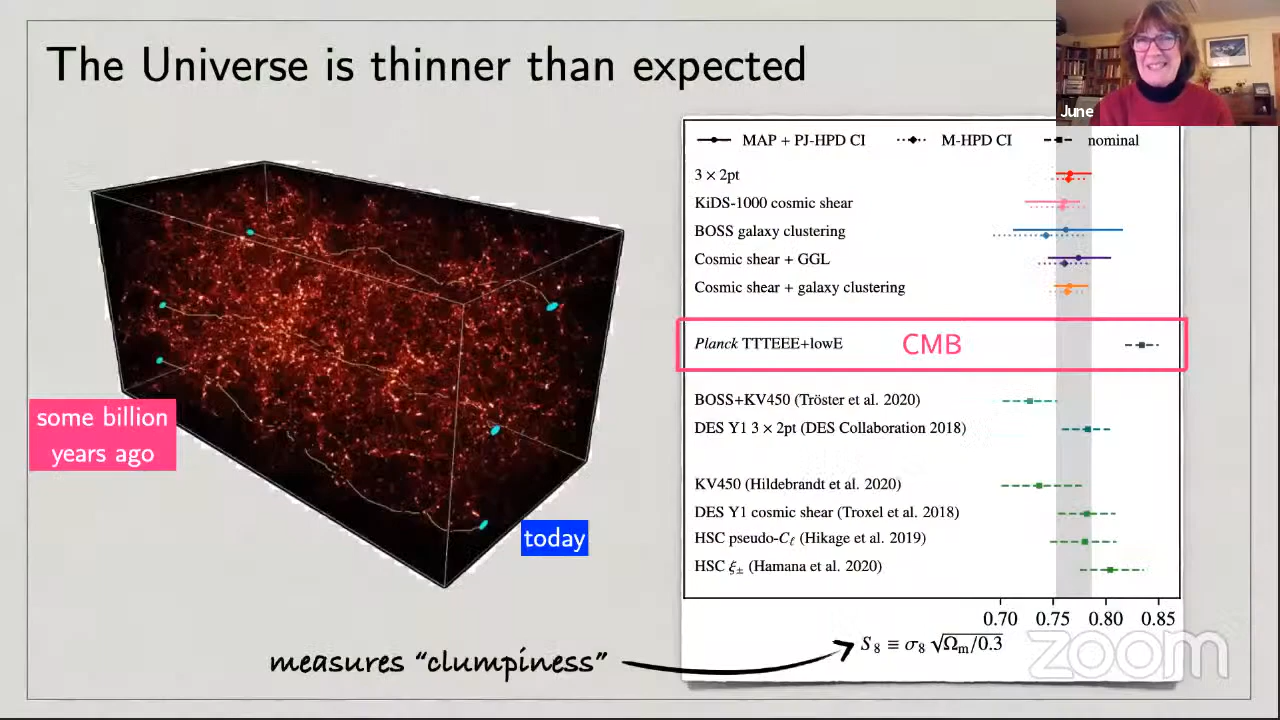 The Universe is thinner than expected
June
MAP + PJ-HPD CI
M-HPD CI
nominal
3 × 2pt
KiDS-1000 cosmic shear
BOSS galaxy clustering
Cosmic shear + GGL
Cosmic shear + galaxy clustering
Planck TTTEEE+lowE
CMB
BOSS+KV450 (Tröster et al. 2020)
DES Y1 3 × 2pt (DES Collaboration 2018)
KV450 (Hildebrandt et al. 2020)
DES Y1 cosmic shear (Troxel et al. 2018)
HSC pseudo-Cℓ (Hikage et al. 2019)
HSC ξ± (Hamana et al. 2020)
0.70 0.75 0.80 0.85
S8 ≡ σ8 √Ωm/0.3
some billion
years ago
today
measures “clumpiness”
zoom